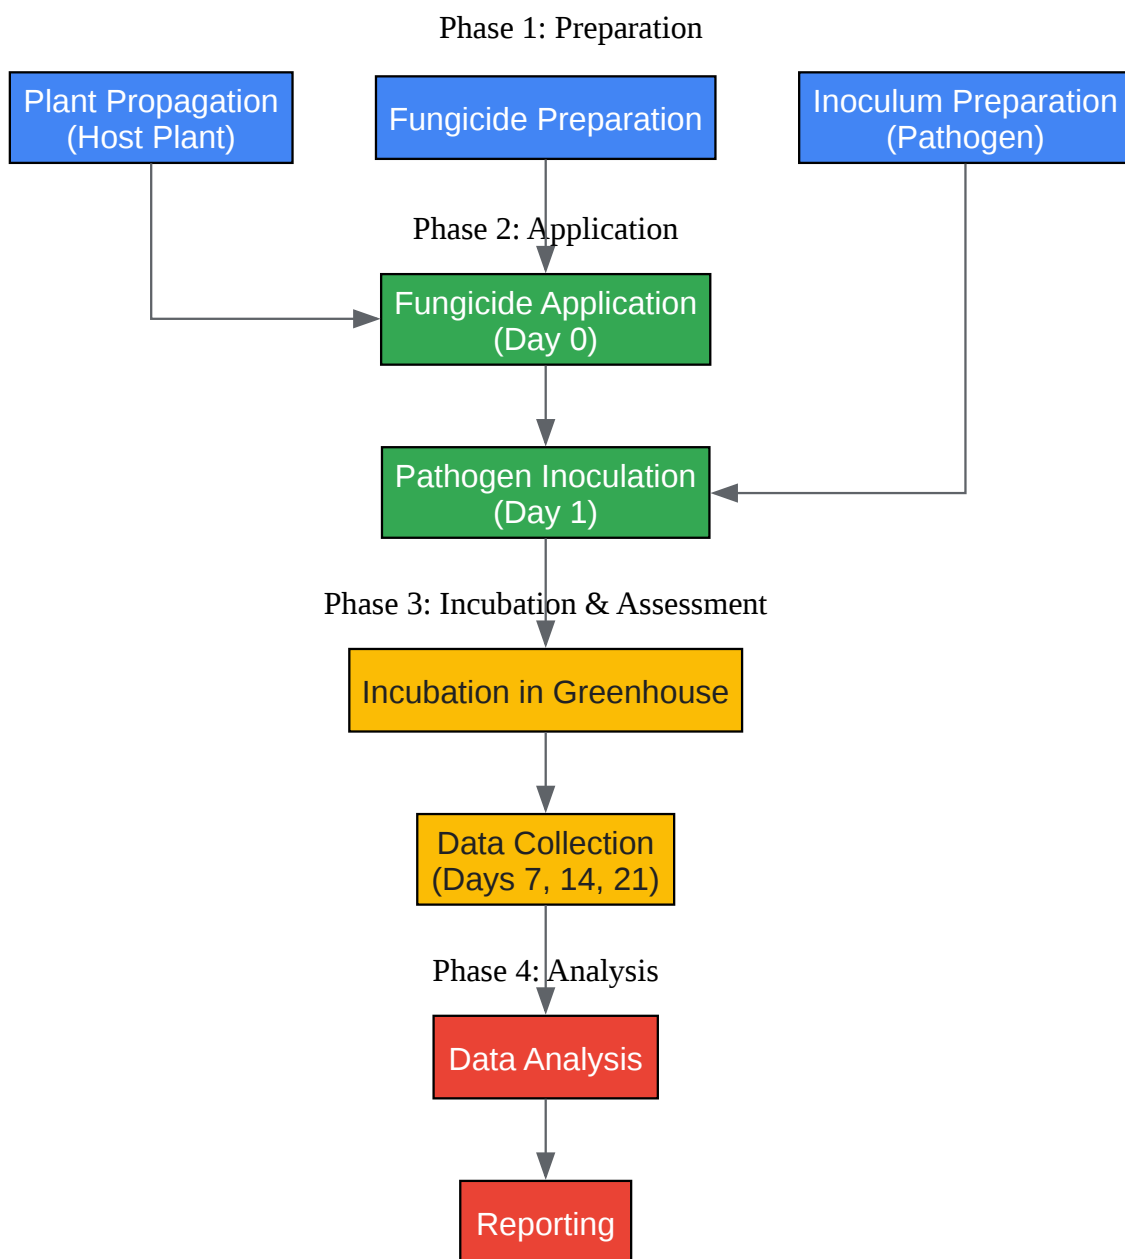 Phase 1: Preparation
Plant Propagation
(Host Plant)
Fungicide Preparation
Inoculum Preparation
(Pathogen)
Phase 2: Application
Fungicide Application
(Day 0)
Pathogen Inoculation
(Day 1)
Phase 3: Incubation & Assessment
Incubation in Greenhouse
Data Collection
(Days 7, 14, 21)
Phase 4: Analysis
Data Analysis
Reporting